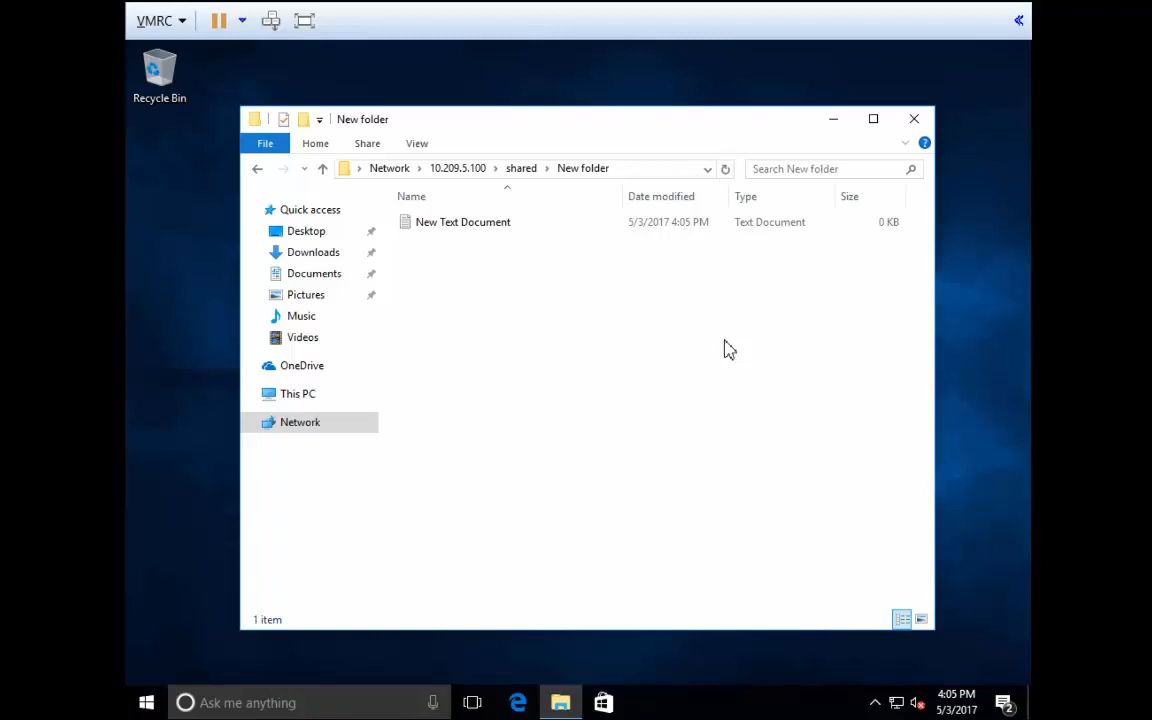 VMRC
Recycle Bin
New folder
File Home Share View
Network 10.209.5.100 shared New folder
Search New folder
Name Date modified Type Size
New Text Document 5/3/2017 4:05 PM Text Document 0 KB
Quick access
Desktop
Downloads
Documents
Pictures
Music
Videos
OneDrive
This PC
Network
1 item
Ask me anything
4:05 PM
5/3/2017
2